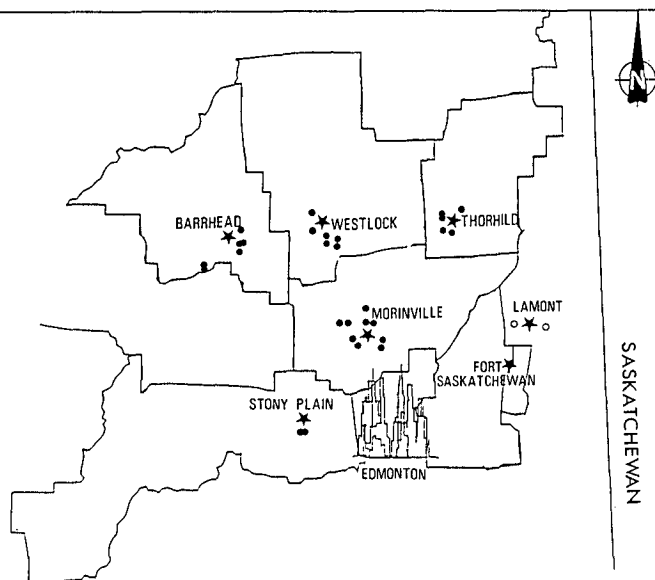 N
BARRHEAD
WESTLOCK
THORHILD
MORINVILLE
LAMONT
FORT
SASKATCHEWAN
STONY PLAIN
EDMONTON
SASKATCHEWAN